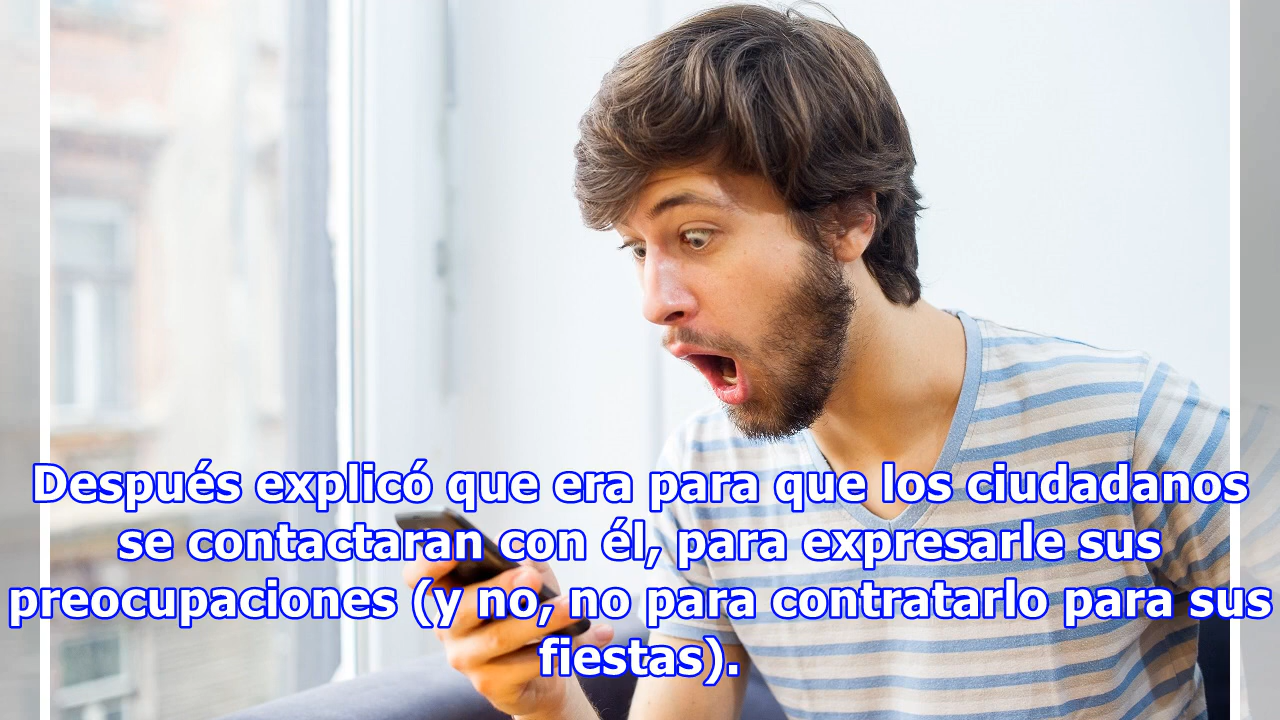 Después explicó que era para que los ciudadanos
se contactaran con él, para expresarle sus
preocupaciones (y no, no para contratarlo para sus
fiestas).